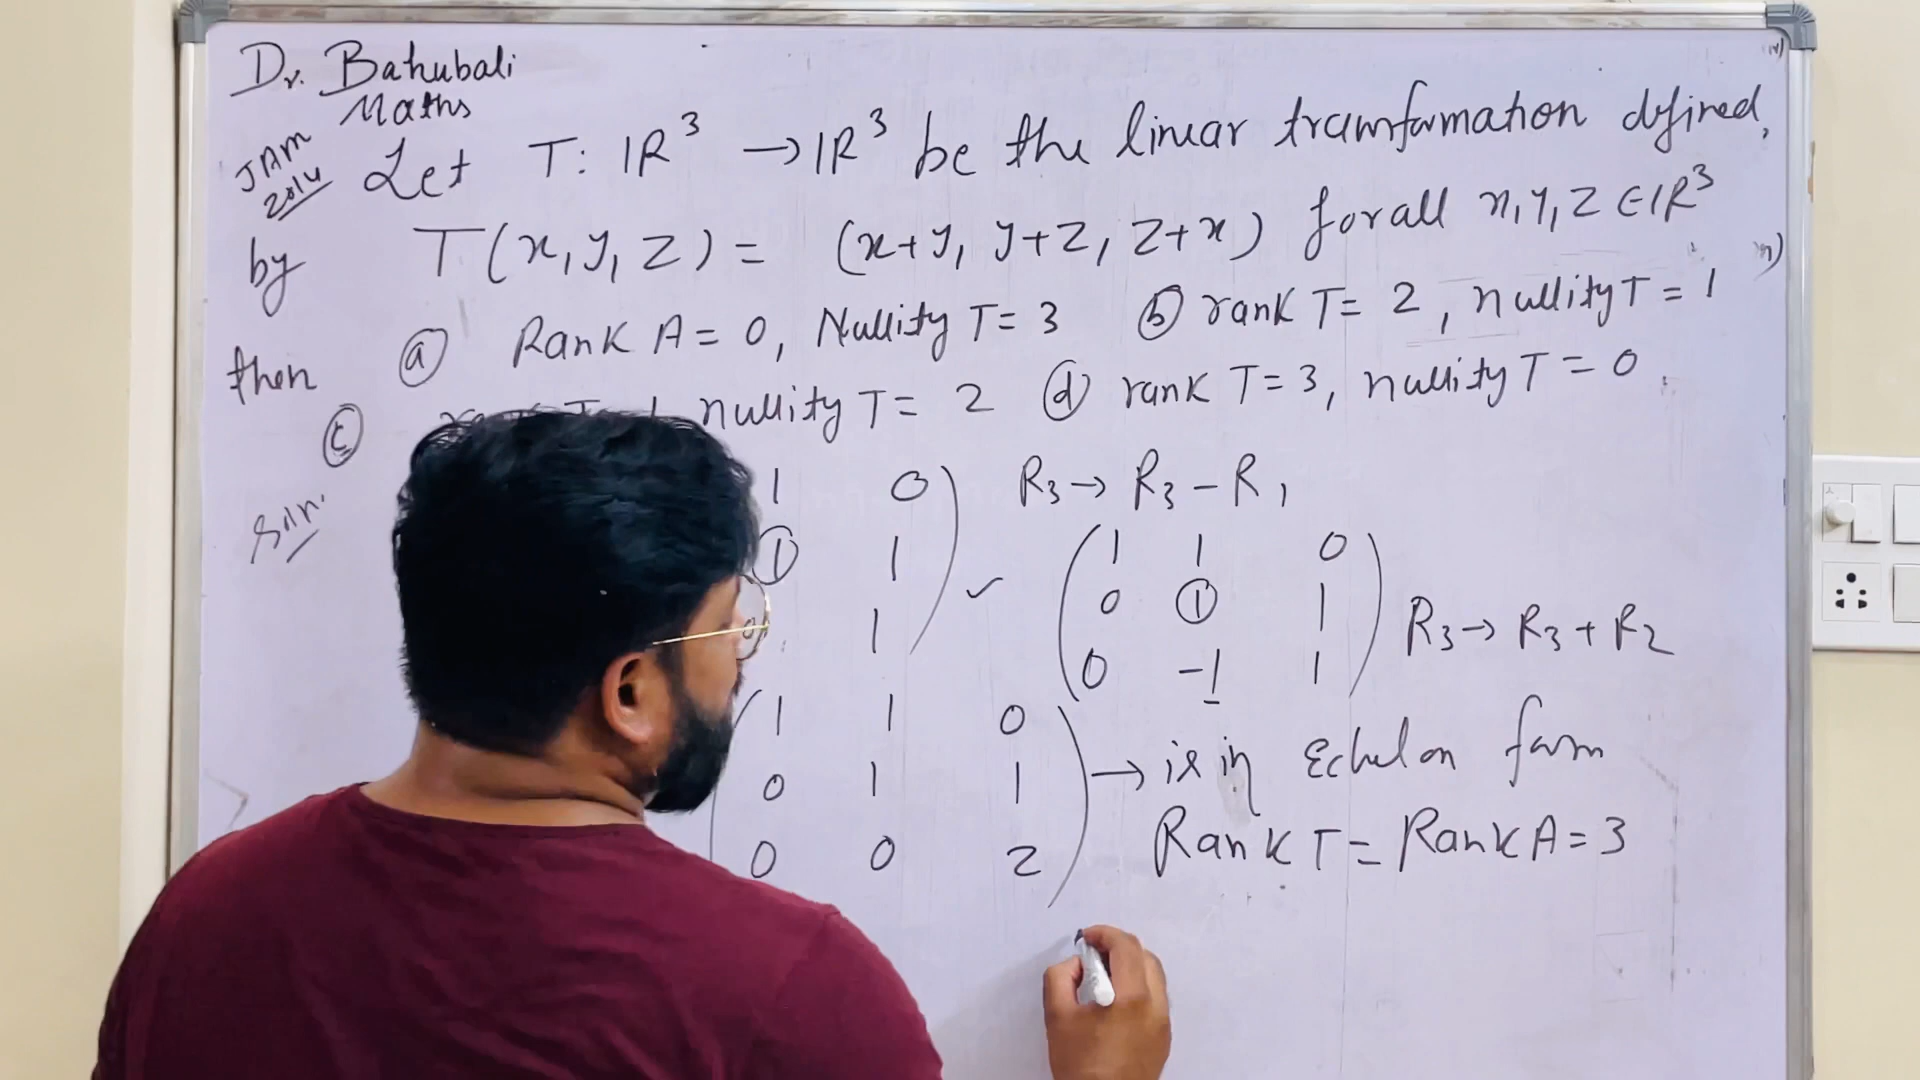 Dr. Bahubali
Maths
JAM
2014
Let T: IR³ → IR³ be the linear transformation defined,
by T(x, y, z) = (x+y, y+z, z+x) for all x, y, z ∈ IR³
then ⓐ Rank A = 0, Nullity T = 3 ⓑ rank T = 2, nullity T = 1
ⓒ nullity T = 2 ⓓ rank T = 3, nullity T = 0
Soln.
1 0 R3 → R3 - R1
① 1
1 ✓
1 1 0
0 ① 1
0 -1 1
R3 → R3 + R2
1 1 0
0 1 1
0 0 2
→ is in Echelon form
Rank T = Rank A = 3